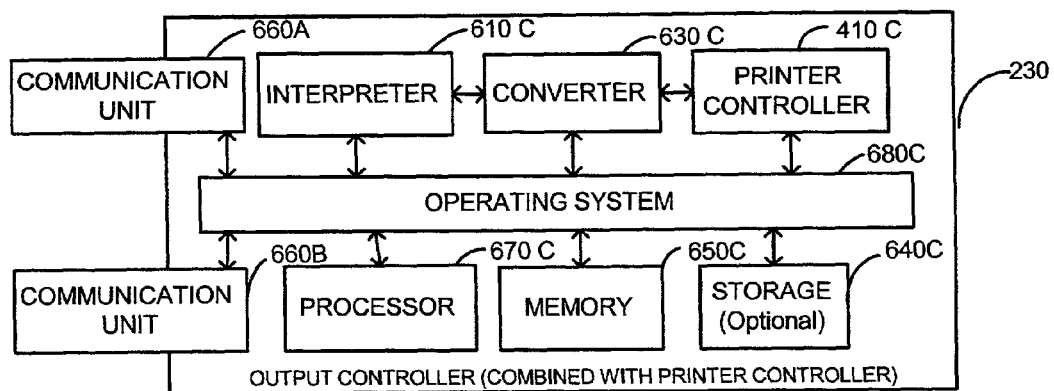 660A
610 C
630 C
410 C
230
COMMUNICATION
UNIT
INTERPRETER
CONVERTER
PRINTER
CONTROLLER
680C
OPERATING SYSTEM
660B
670 C
650C
640C
COMMUNICATION
UNIT
PROCESSOR
MEMORY
STORAGE
(Optional)
OUTPUT CONTROLLER (COMBINED WITH PRINTER CONTROLLER)